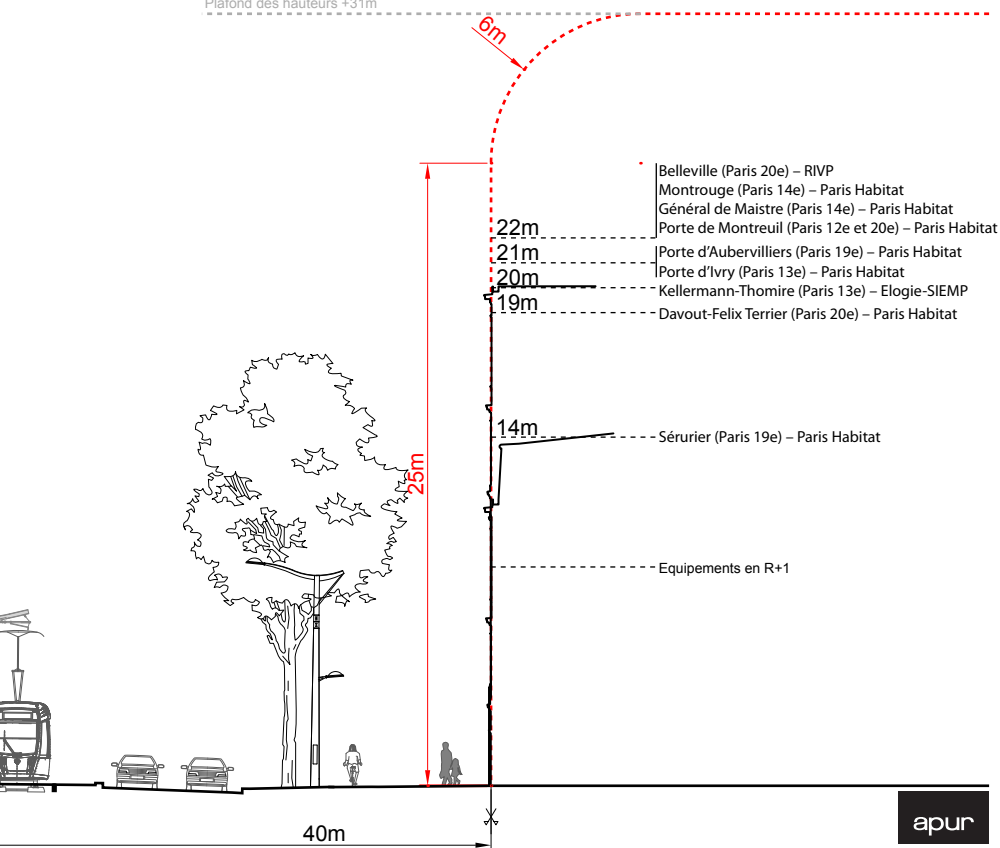 Plafond des hauteurs +31m
6m
Belleville (Paris 20e) – RIVP
Montrouge (Paris 14e) – Paris Habitat
Général de Maistre (Paris 14e) – Paris Habitat
22m
Porte de Montreuil (Paris 12e et 20e) – Paris Habitat
21m
Porte d'Aubervilliers (Paris 19e) – Paris Habitat
20m
Porte d'Ivry (Paris 13e) – Paris Habitat
Kellermann-Thomire (Paris 13e) – Elogie-SIEMP
19m
Davout-Felix Terrier (Paris 20e) – Paris Habitat
14m
Sérurier (Paris 19e) – Paris Habitat
25m
Equipements en R+1
40m
apur